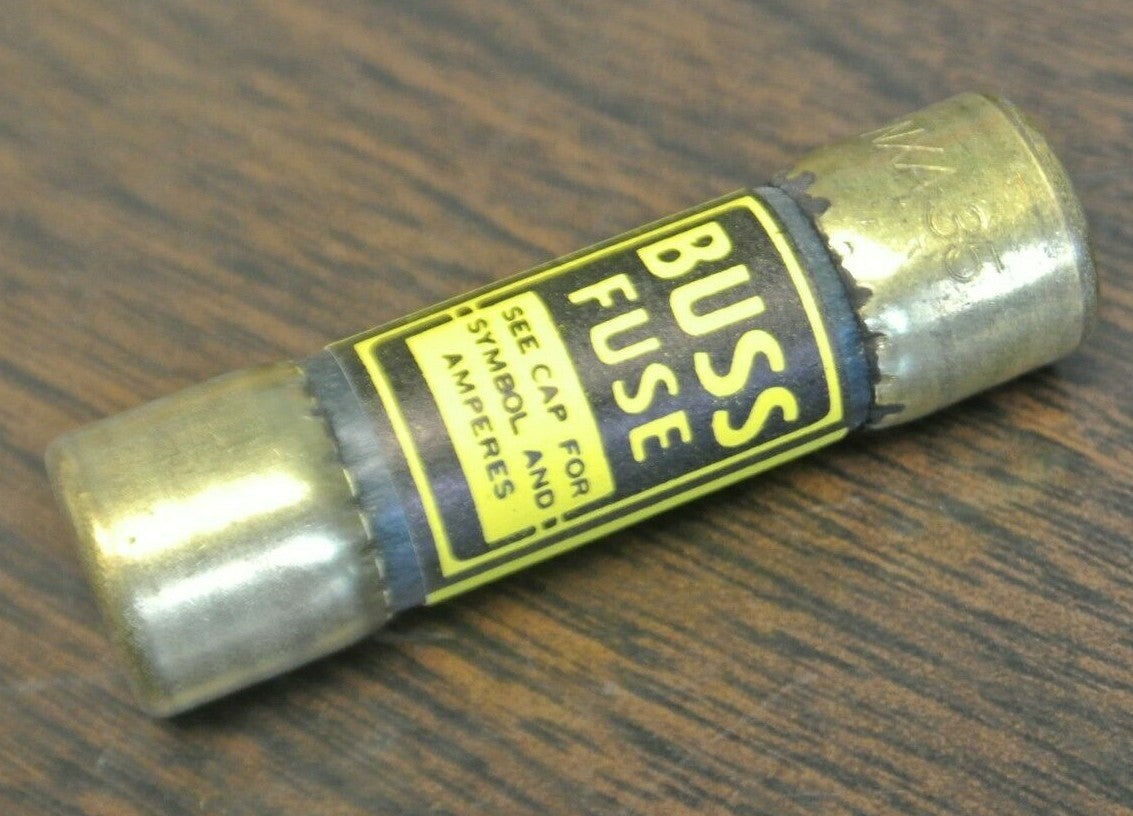 BUSS
FUSE
SEE CAP FOR
SYMBOL AND
AMPERES